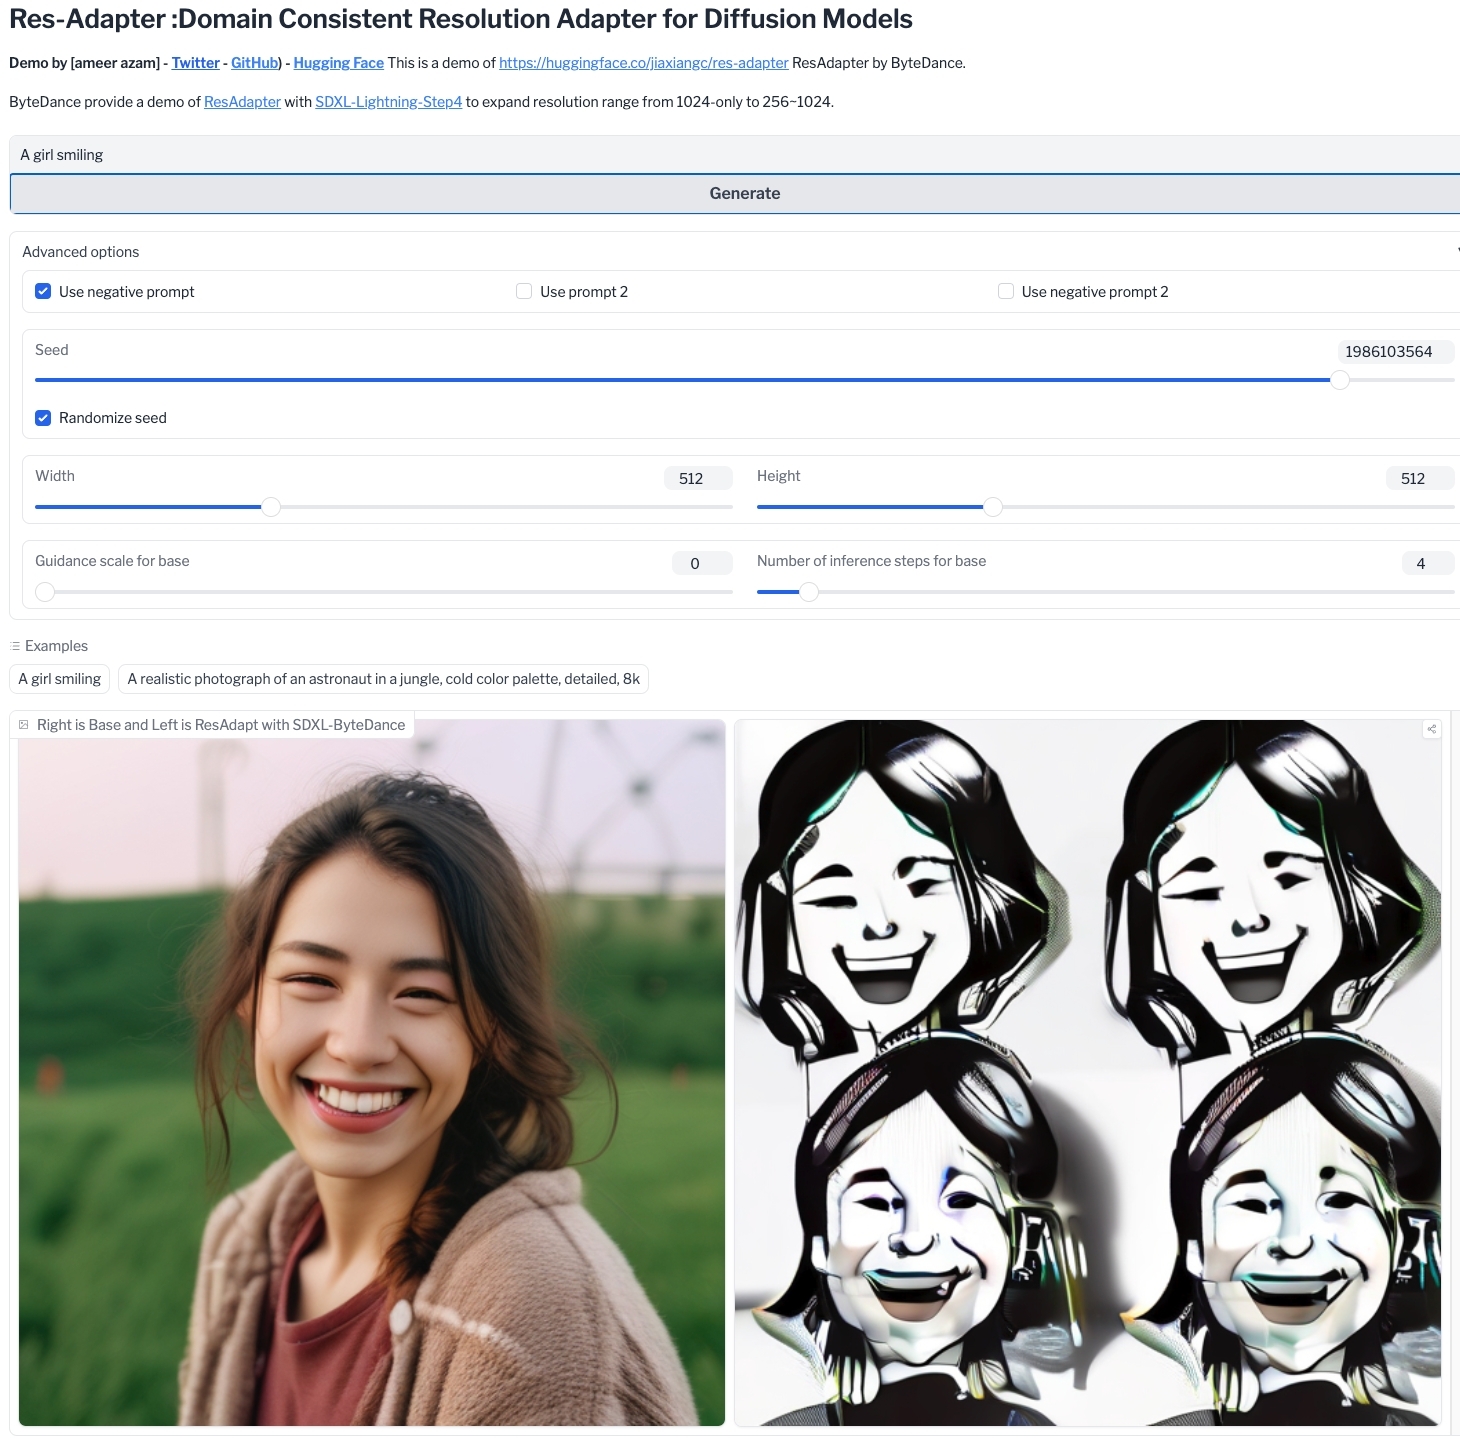 Res-Adapter :Domain Consistent Resolution Adapter for Diffusion Models
Demo by [ameer azam] - Twitter - GitHub) - Hugging Face This is a demo of https://huggingface.co/jiaxiangc/res-adapter ResAdapter by ByteDance.
ByteDance provide a demo of ResAdapter with SDXL-Lightning-Step4 to expand resolution range from 1024-only to 256~1024.
A girl smiling
Generate
Advanced options
Use negative prompt
Use prompt 2
Use negative prompt 2
Seed
1986103564
Randomize seed
Width
512
Height
512
Guidance scale for base
0
Number of inference steps for base
4
Examples
A girl smiling
A realistic photograph of an astronaut in a jungle, cold color palette, detailed, 8k
Right is Base and Left is ResAdapt with SDXL-ByteDance